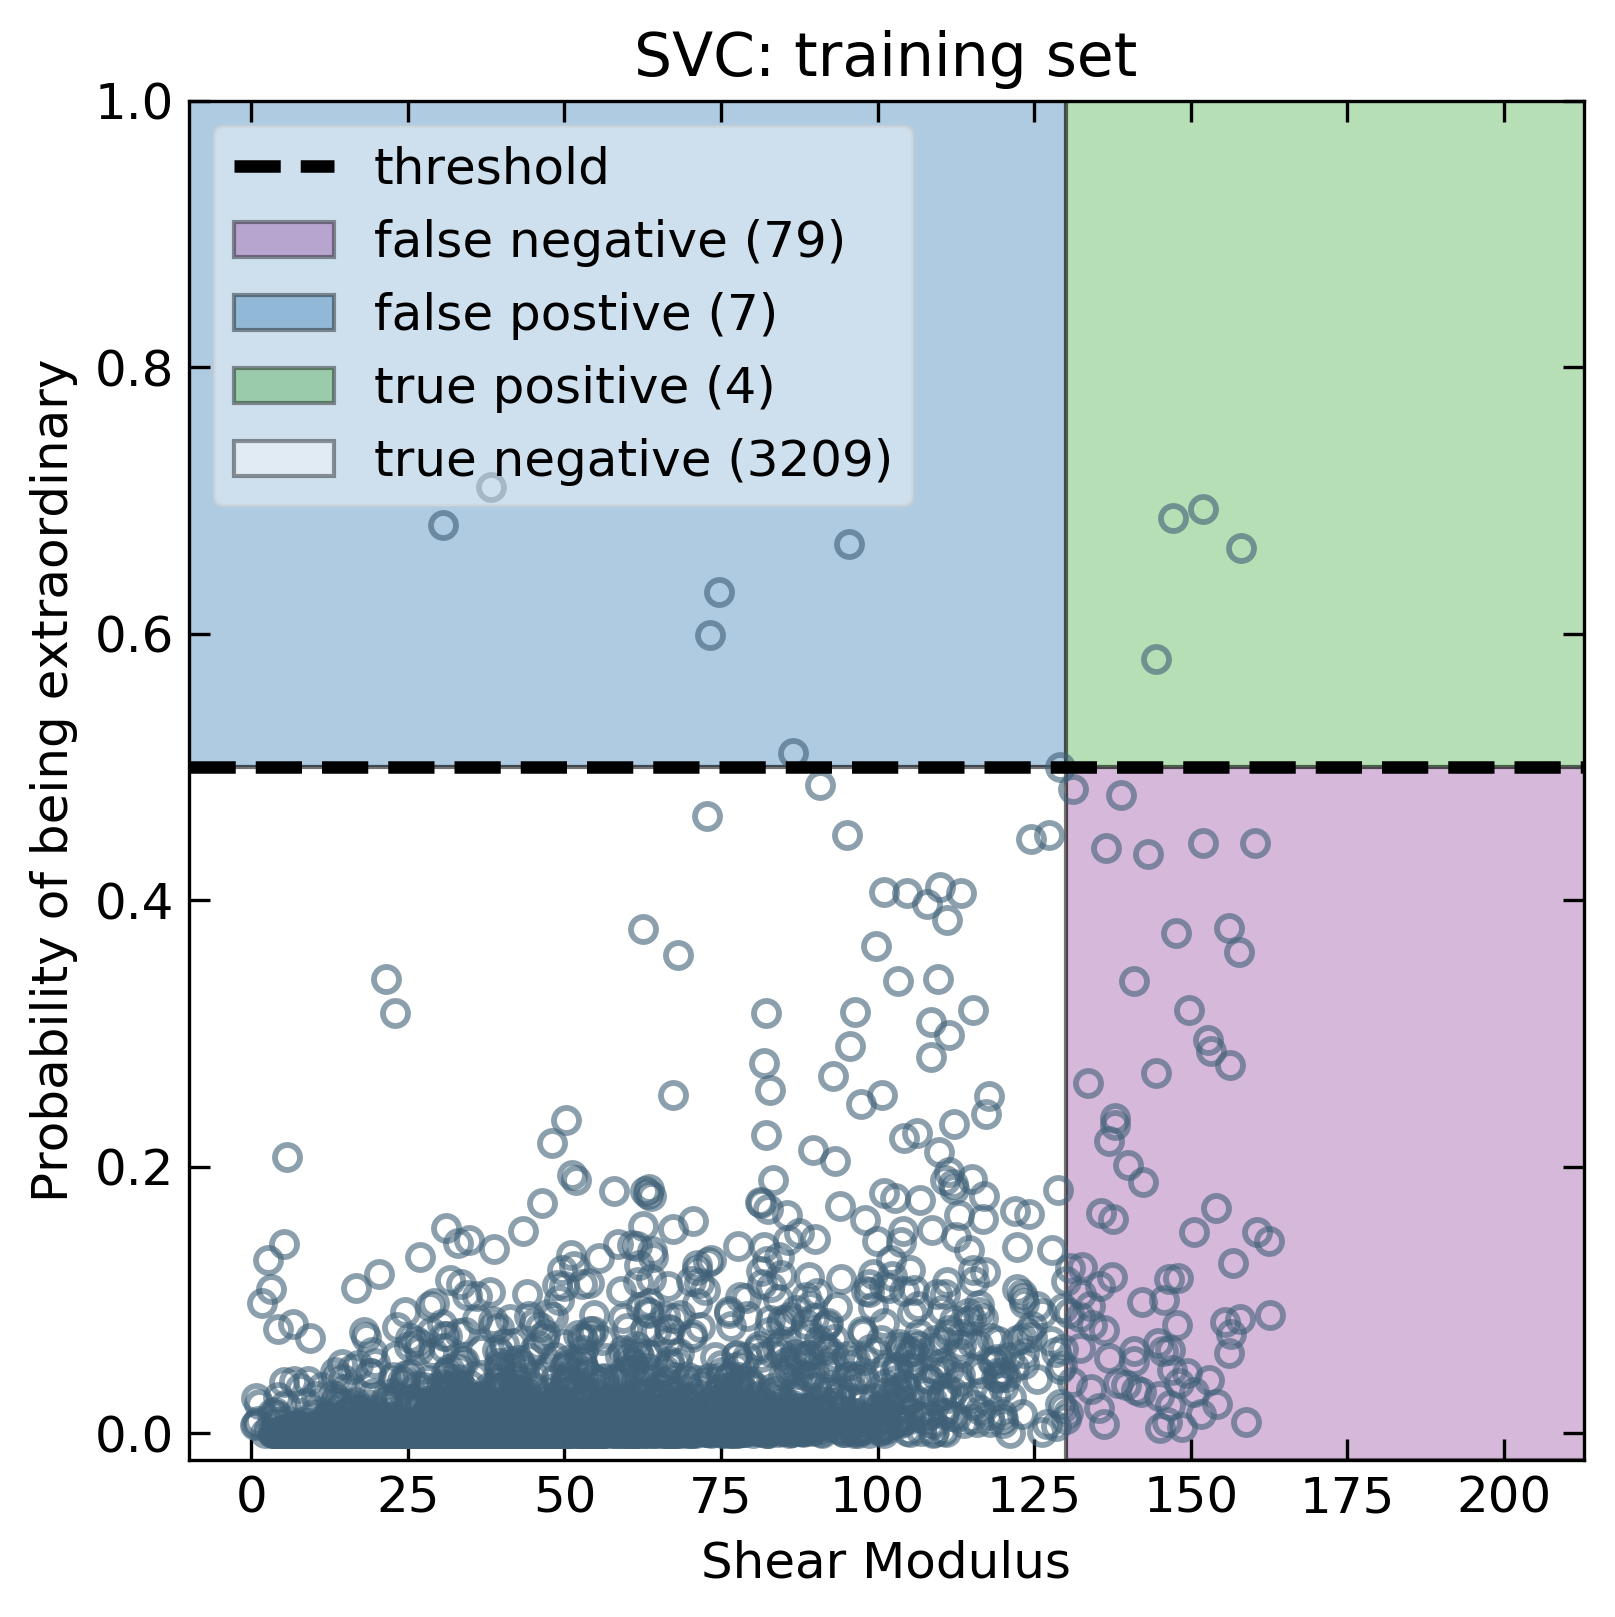 SVC: training set
1.0
0.8
0.6
0.4
0.2
0.0
Probability of being extraordinary
threshold
false negative (79)
false postive (7)
true positive (4)
true negative (3209)
0 25 50 75 100 125 150 175 200
Shear Modulus